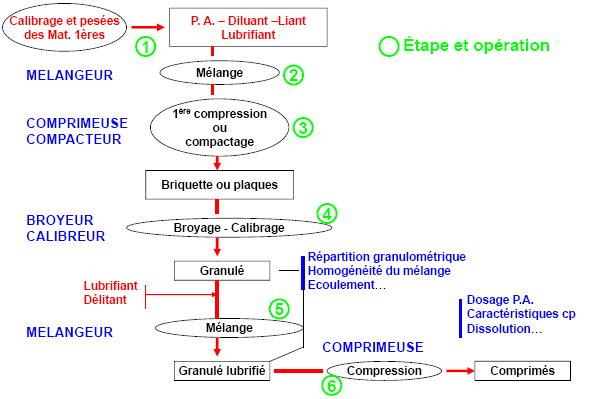 Calibrage et pesées
des Mat. 1ères
1
P. A. – Diluant –Liant
Lubrifiant
Étape et opération
MELANGEUR
Mélange
2
COMPRIMEUSE
COMPACTEUR
1ère compression
ou
compactage
3
Briquette ou plaques
BROYEUR
CALIBREUR
Broyage - Calibrage
4
Granulé
Répartition granulométrique
Homogénéité du mélange
Ecoulement…
Lubrifiant
Délitant
5
Dosage P.A.
Caractéristiques cp
Dissolution…
MELANGEUR
Mélange
COMPRIMEUSE
Granulé lubrifié
6
Compression
Comprimés